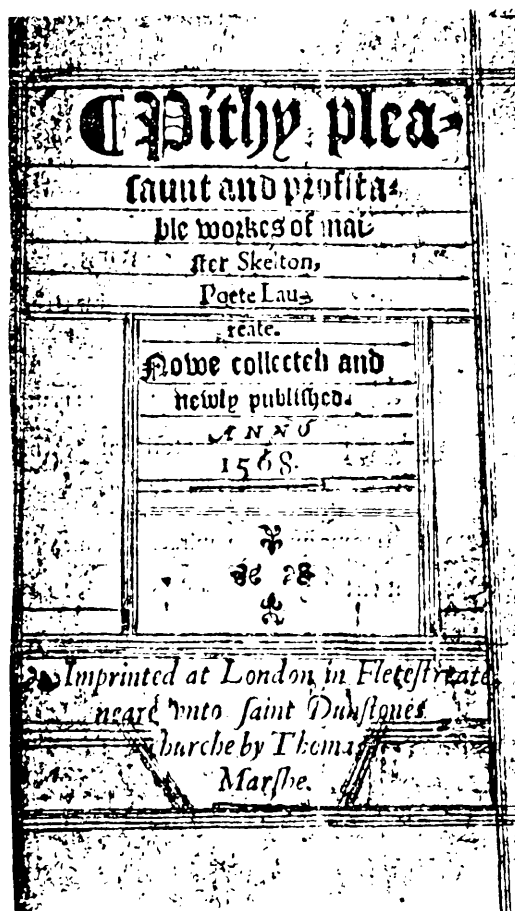 ¶Pithy plea-
saunt and profita-
ble workes of mai-
ster Skelton,
Poete Lau-
reate.
Nowe collected and
newly published.
ANNO
1568.
Imprinted at London in Fletestreate,
neare vnto saint Dunstones
churche by Thomas
Marshe.